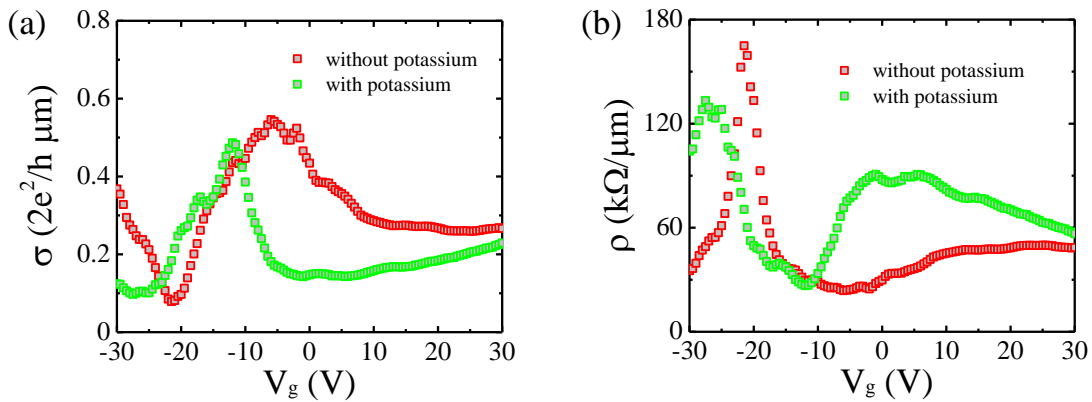 (a)
σ (2e²/h μm)
0.8
0.6
0.4
0.2
0
without potassium
with potassium
-30 -20 -10 0 10 20 30
Vg (V)
(b)
ρ (kΩ/μm)
180
120
60
0
without potassium
with potassium
-30 -20 -10 0 10 20 30
Vg (V)